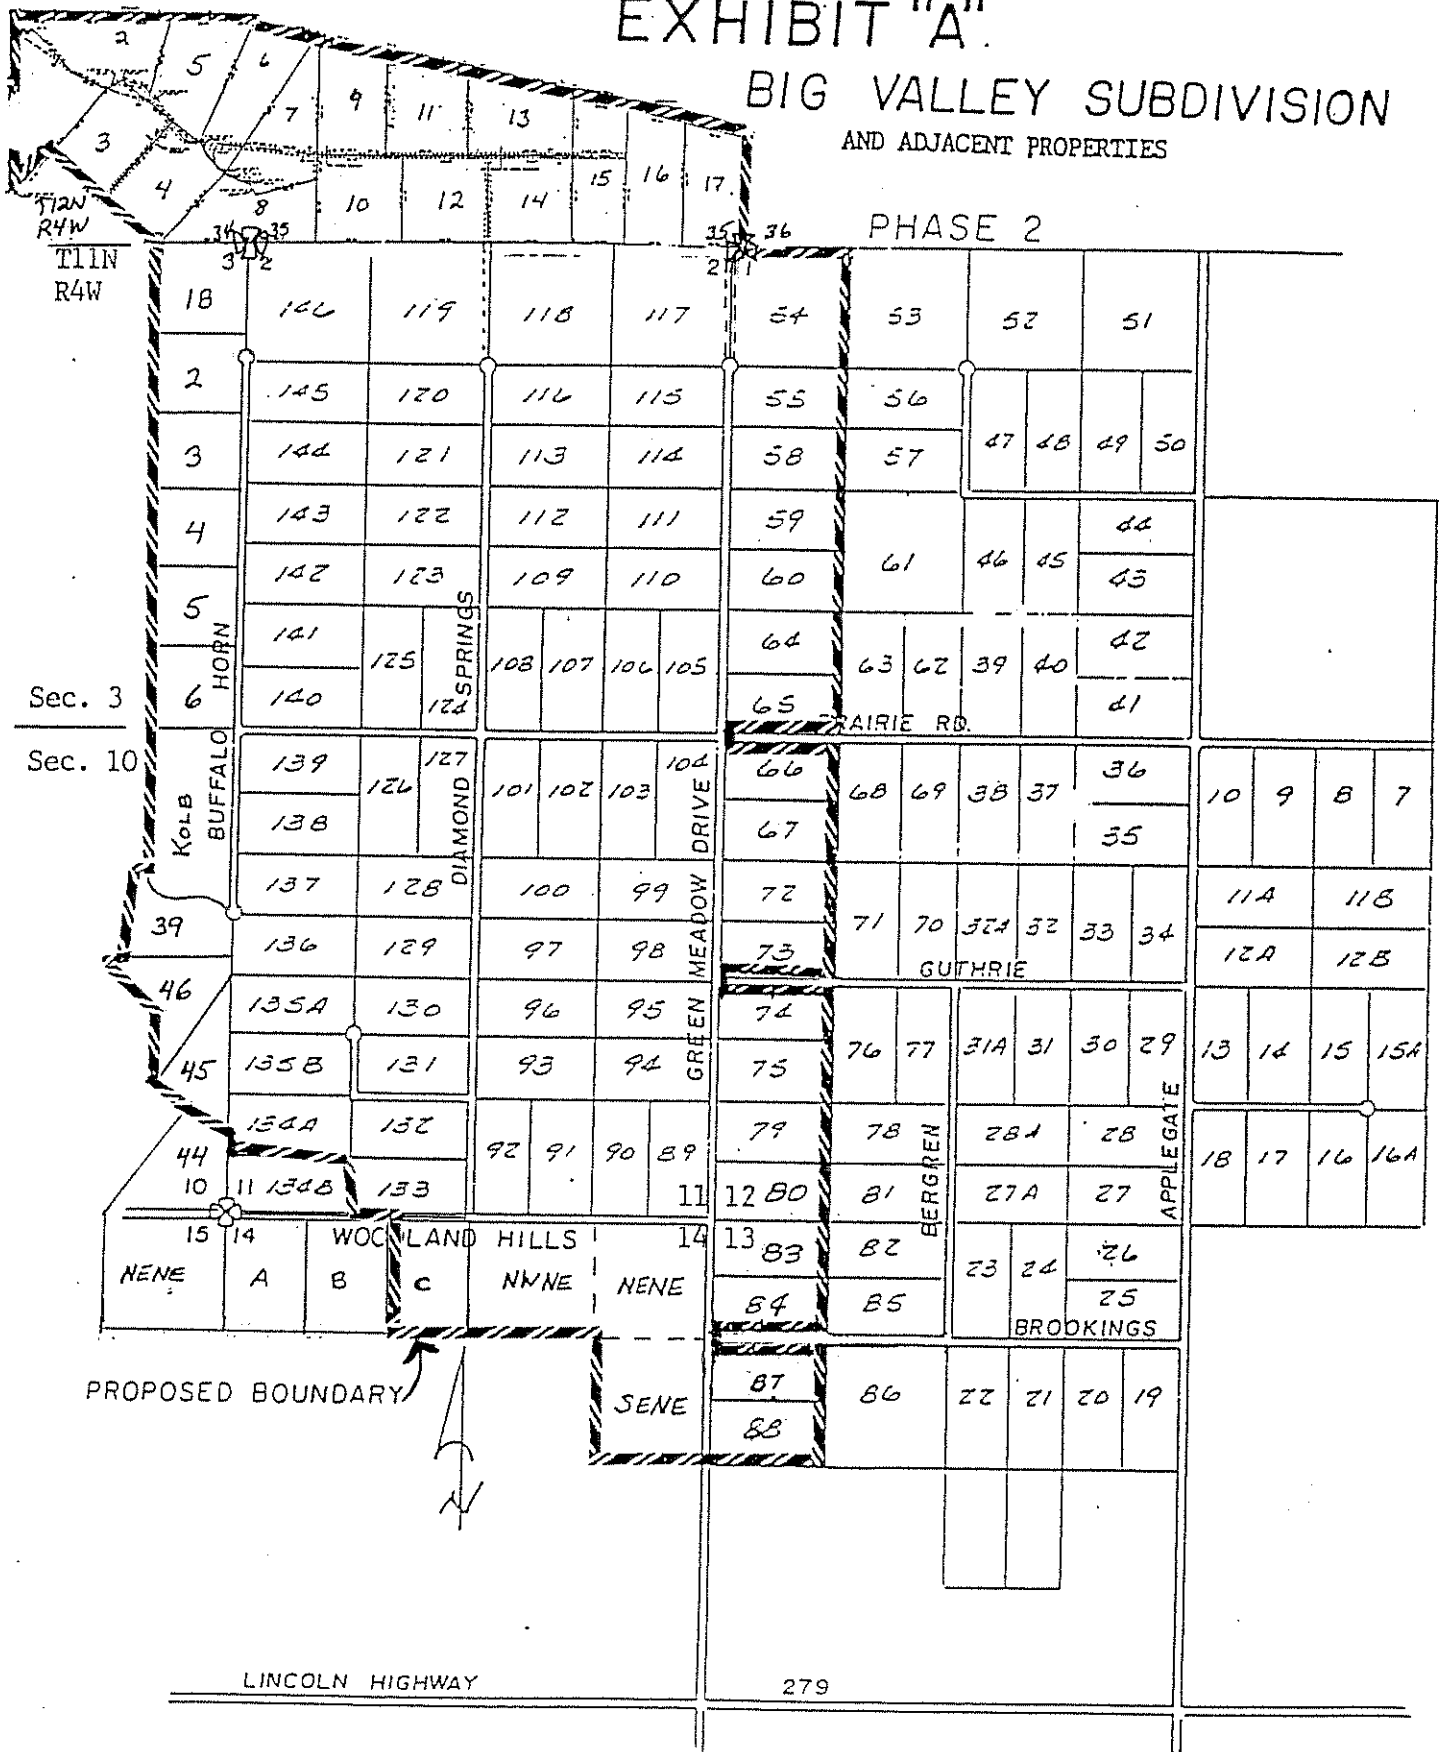 EXHIBIT "A".
BIG VALLEY SUBDIVISION
AND ADJACENT PROPERTIES
PHASE 2
2 5 6 7 9 11 13
3 4 8 10 12 14 15 16 17
T12N
R4W
T11N
R4W
34 35
3 2
35 36
2 1
18 146 119 118 117 54 53 52 51
2 145 120 116 115 55 56
47 48 49 50
3 144 121 113 114 58 57
4 143 122 112 111 59 44
61 46 45
5 142 123 109 110 60 43
141 64 42
125 108 107 106 105 63 62 39 40
6 140 124 65 41
Sec. 3
Sec. 10
BUFFALO HORN
DIAMOND SPRINGS
GREEN MEADOW DRIVE
PRAIRIE RD.
KOLB
139 127 104 66 36
126 101 102 103 68 69 38 37 10 9 8 7
138 67 35
137 128 100 99 72 11A 11B
39 71 70 32A 32 33 34
136 129 97 98 73 12A 12B
GUTHRIE
46 135A 130 96 95 74
76 77 31A 31 30 29 13 14 15 15A
45 135B 131 93 94 75
134A 132 79 78 28A 28
44 92 91 90 89 18 17 16 16A
10 11 134B 133 11 12 80 81 27A 27
BERGREN
APPLEGATE
15 14 WOODLAND HILLS 14 13 83 82 26
23 24
NENE A B C NWNE NENE
84 85 25
BROOKINGS
PROPOSED BOUNDARY
SENE 87 86 22 21 20 19
88
N
LINCOLN HIGHWAY 279